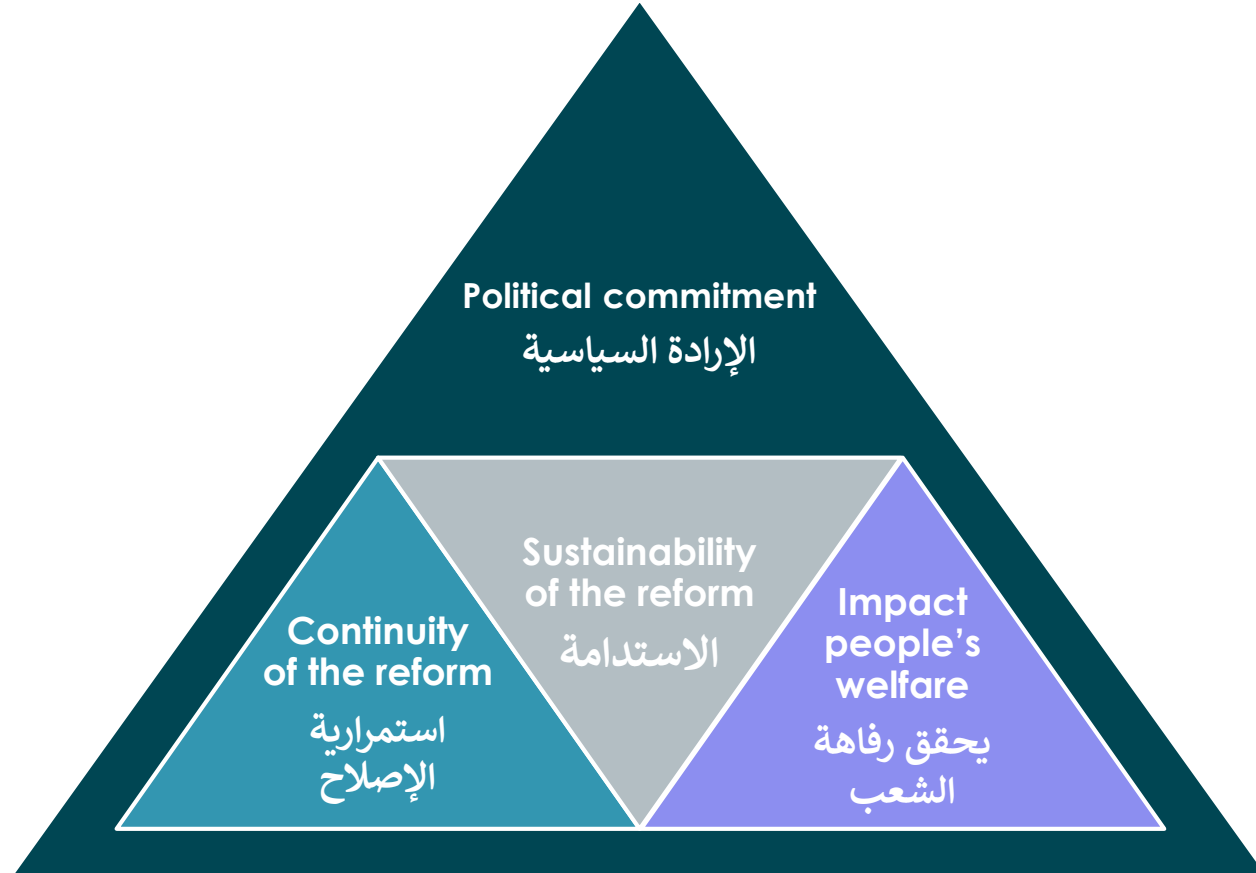 Political commitment
الإرادة السياسية
Sustainability
of the reform
الاستدامة
Continuity
of the reform
استمرارية
الإصلاح
Impact
people’s
welfare
يحقق رفاهة
الشعب